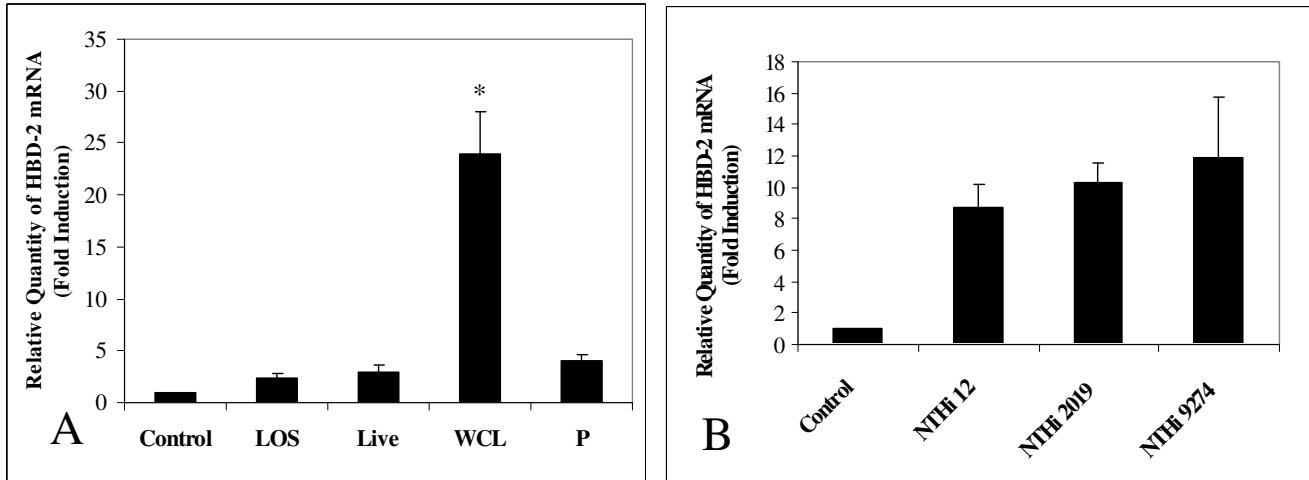 Relative Quantity of HBD-2 mRNA
(Fold Induction)
35
30
25
20
15
10
5
0
*
Control LOS Live WCL P
A
Relative Quantity of HBD-2 mRNA
(Fold Induction)
18
16
14
12
10
8
6
4
2
0
Control
NTHi 12
NTHi 2019
NTHi 9274
B